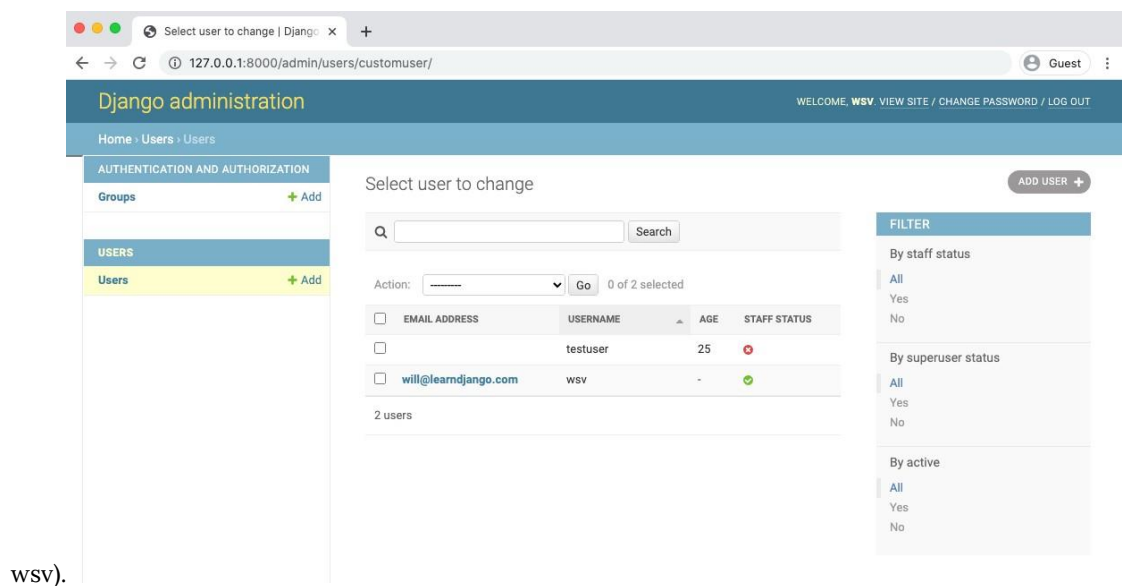 Select user to change | Django
127.0.0.1:8000/admin/users/customuser/
Guest
Django administration
WELCOME, WSV. VIEW SITE / CHANGE PASSWORD / LOG OUT
Home › Users › Users
AUTHENTICATION AND AUTHORIZATION
Groups + Add
USERS
Users + Add
Select user to change
ADD USER +
Search
Action: --------- Go 0 of 2 selected
EMAIL ADDRESS USERNAME AGE STAFF STATUS
testuser 25
will@learndjango.com wsv -
2 users
FILTER
By staff status
All
Yes
No
By superuser status
All
Yes
No
By active
All
Yes
No
wsv).